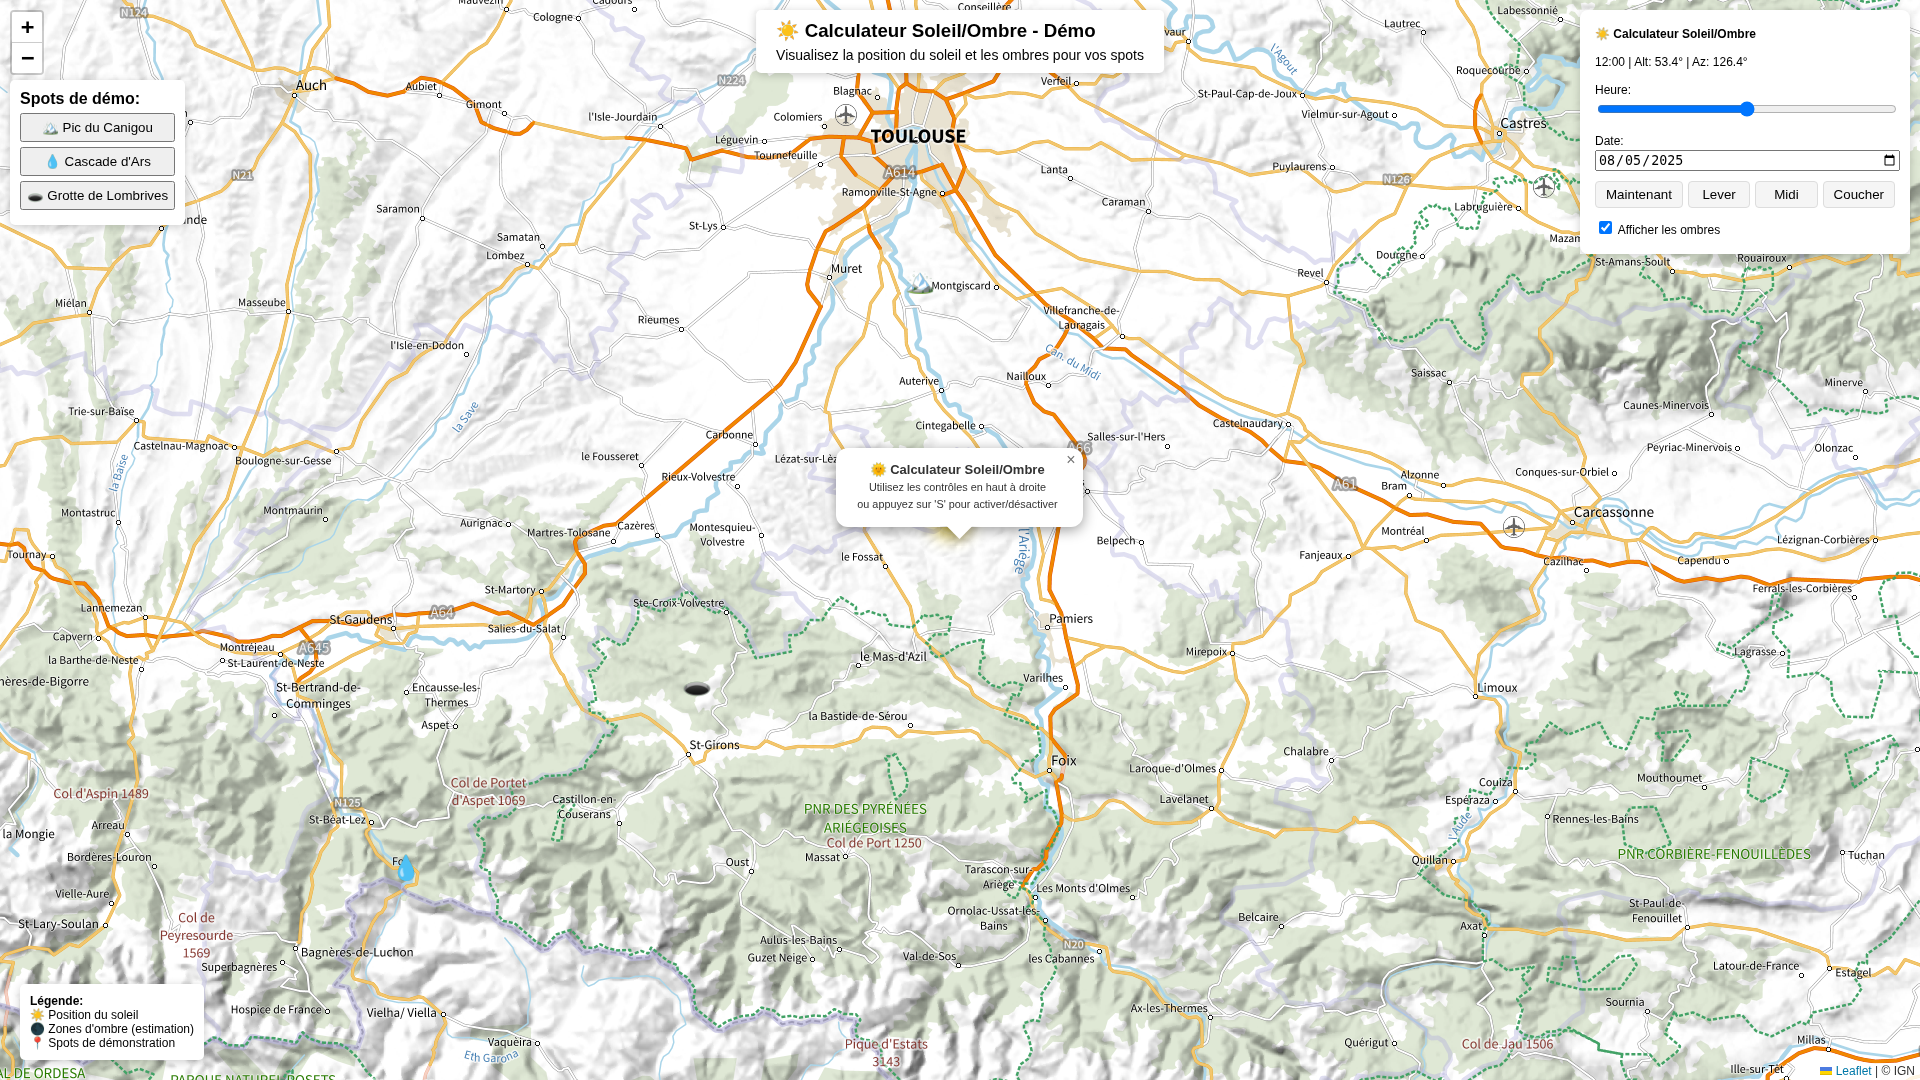 +
−
Spots de démo:
🏔️ Pic du Canigou
💧 Cascade d'Ars
🕳️ Grotte de Lombrives
☀️ Calculateur Soleil/Ombre - Démo
Visualisez la position du soleil et les ombres pour vos spots
☀️ Calculateur Soleil/Ombre
12:00 | Alt: 53.4° | Az: 126.4°
Heure:
Date:
08/05/2025
Maintenant Lever Midi Coucher
Afficher les ombres
N124
Cologne
Conseillère
Lautrec
Labessonnié
Auch
Aubiet
Gimont
N224
Blagnac
Verfeil
St-Paul-Cap-de-Joux
l'Agout
Roquecourbe
l'Isle-Jourdain
Colomiers
TOULOUSE
Vielmur-sur-Agout
Castres
Léguevin
Tournefeuille
A614
Lanta
Puylaurens
N126
N21
Ramonville-St-Agne
Caraman
Labruguière
Saramon
St-Lys
Samatan
Lombez
Muret
Montgiscard
Revel
Dourgne
St-Amans-Soult
Rouairoux
Miélan
Masseube
Rieumes
Villefranche-de-
Lauragais
l'Isle-en-Dodon
Can. du Midi
Auterive
Nailloux
Saissac
Minerve
Trie-sur-Baïse
la Save
Caunes-Minervois
Castelnau-Magnoac
Carbonne
Cintegabelle
Salles-sur-l'Hers
Castelnaudary
Peyriac-Minervois
Olonzac
Boulogne-sur-Gesse
le Fousseret
A66
la Baïse
Rieux-Volvestre
Alzonne
Bram
A61
Conques-sur-Orbiel
🌞 Calculateur Soleil/Ombre
×
Utilisez les contrôles en haut à droite
ou appuyez sur 'S' pour activer/désactiver
Montastruc
Montmaurin
Aurignac
Martres-Tolosane
Cazères
Montesquieu-
Volvestre
Carcassonne
Montréal
Belpech
Lézignan-Corbières
Tournay
le Fossat
l'Ariège
Fanjeaux
Cazilhac
Capendu
St-Martory
Ste-Croix-Volvestre
Ferrals-les-Corbières
Lannemezan
A64
St-Gaudens
Salies-du-Salat
Pamiers
Capvern
Montréjeau
A645
la Barthe-de-Neste
St-Laurent-de-Neste
le Mas-d'Azil
Mirepoix
Lagrasse
St-Bertrand-de-
Comminges
Encausse-les-
Thermes
Varilhes
Limoux
Aspet
la Bastide-de-Sérou
St-Girons
Foix
Chalabre
Laroque-d'Olmes
Couiza
Mouthoumet
Col d'Aspin 1489
Col de Portet
d'Aspet 1069
N125
St-Béat-Lez
Castillon-en-
Couserans
PNR DES PYRÉNÉES
ARIÉGEOISES
Col de Port 1250
Lavelanet
Espéraza
Rennes-les-Bains
l'Aude
la Mongie
Arreau
Bordères-Louron
Oust
Massat
Quillan
PNR CORBIÈRE-FENOUILLÈDES
Tuchan
Vielle-Aure
Tarascon-sur-
Ariège
Les Monts d'Olmes
St-Lary-Soulan
Col de
Peyresourde
1569
Ornolac-Ussat-les-
Bains
Belcaire
Axat
St-Paul-de-
Fenouillet
Bagnères-de-Luchon
Superbagnères
Aulus-les-Bains
Guzet Neige
Val-de-Sos
N20
les Cabannes
Latour-de-France
Estagel
Légende:
☀️ Position du soleil
🌑 Zones d'ombre (estimation)
📍 Spots de démonstration
Hospice de France
Vielha/ Viella
Ax-les-Thermes
Sournia
Vaquèira
Eth Garona
Pique d'Estats
3143
Quérigut
Col de Jau 1506
Millas
Ille-sur-Têt
Leaflet | © IGN